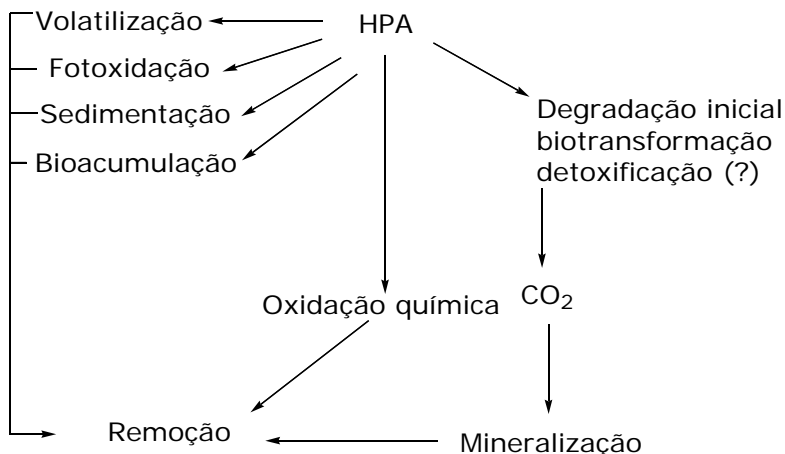 Volatilização
HPA
Fotoxidação
Sedimentação
Bioacumulação
Degradação inicial
biotransformação
detoxificação (?)
Oxidação química
CO₂
Remoção
Mineralização